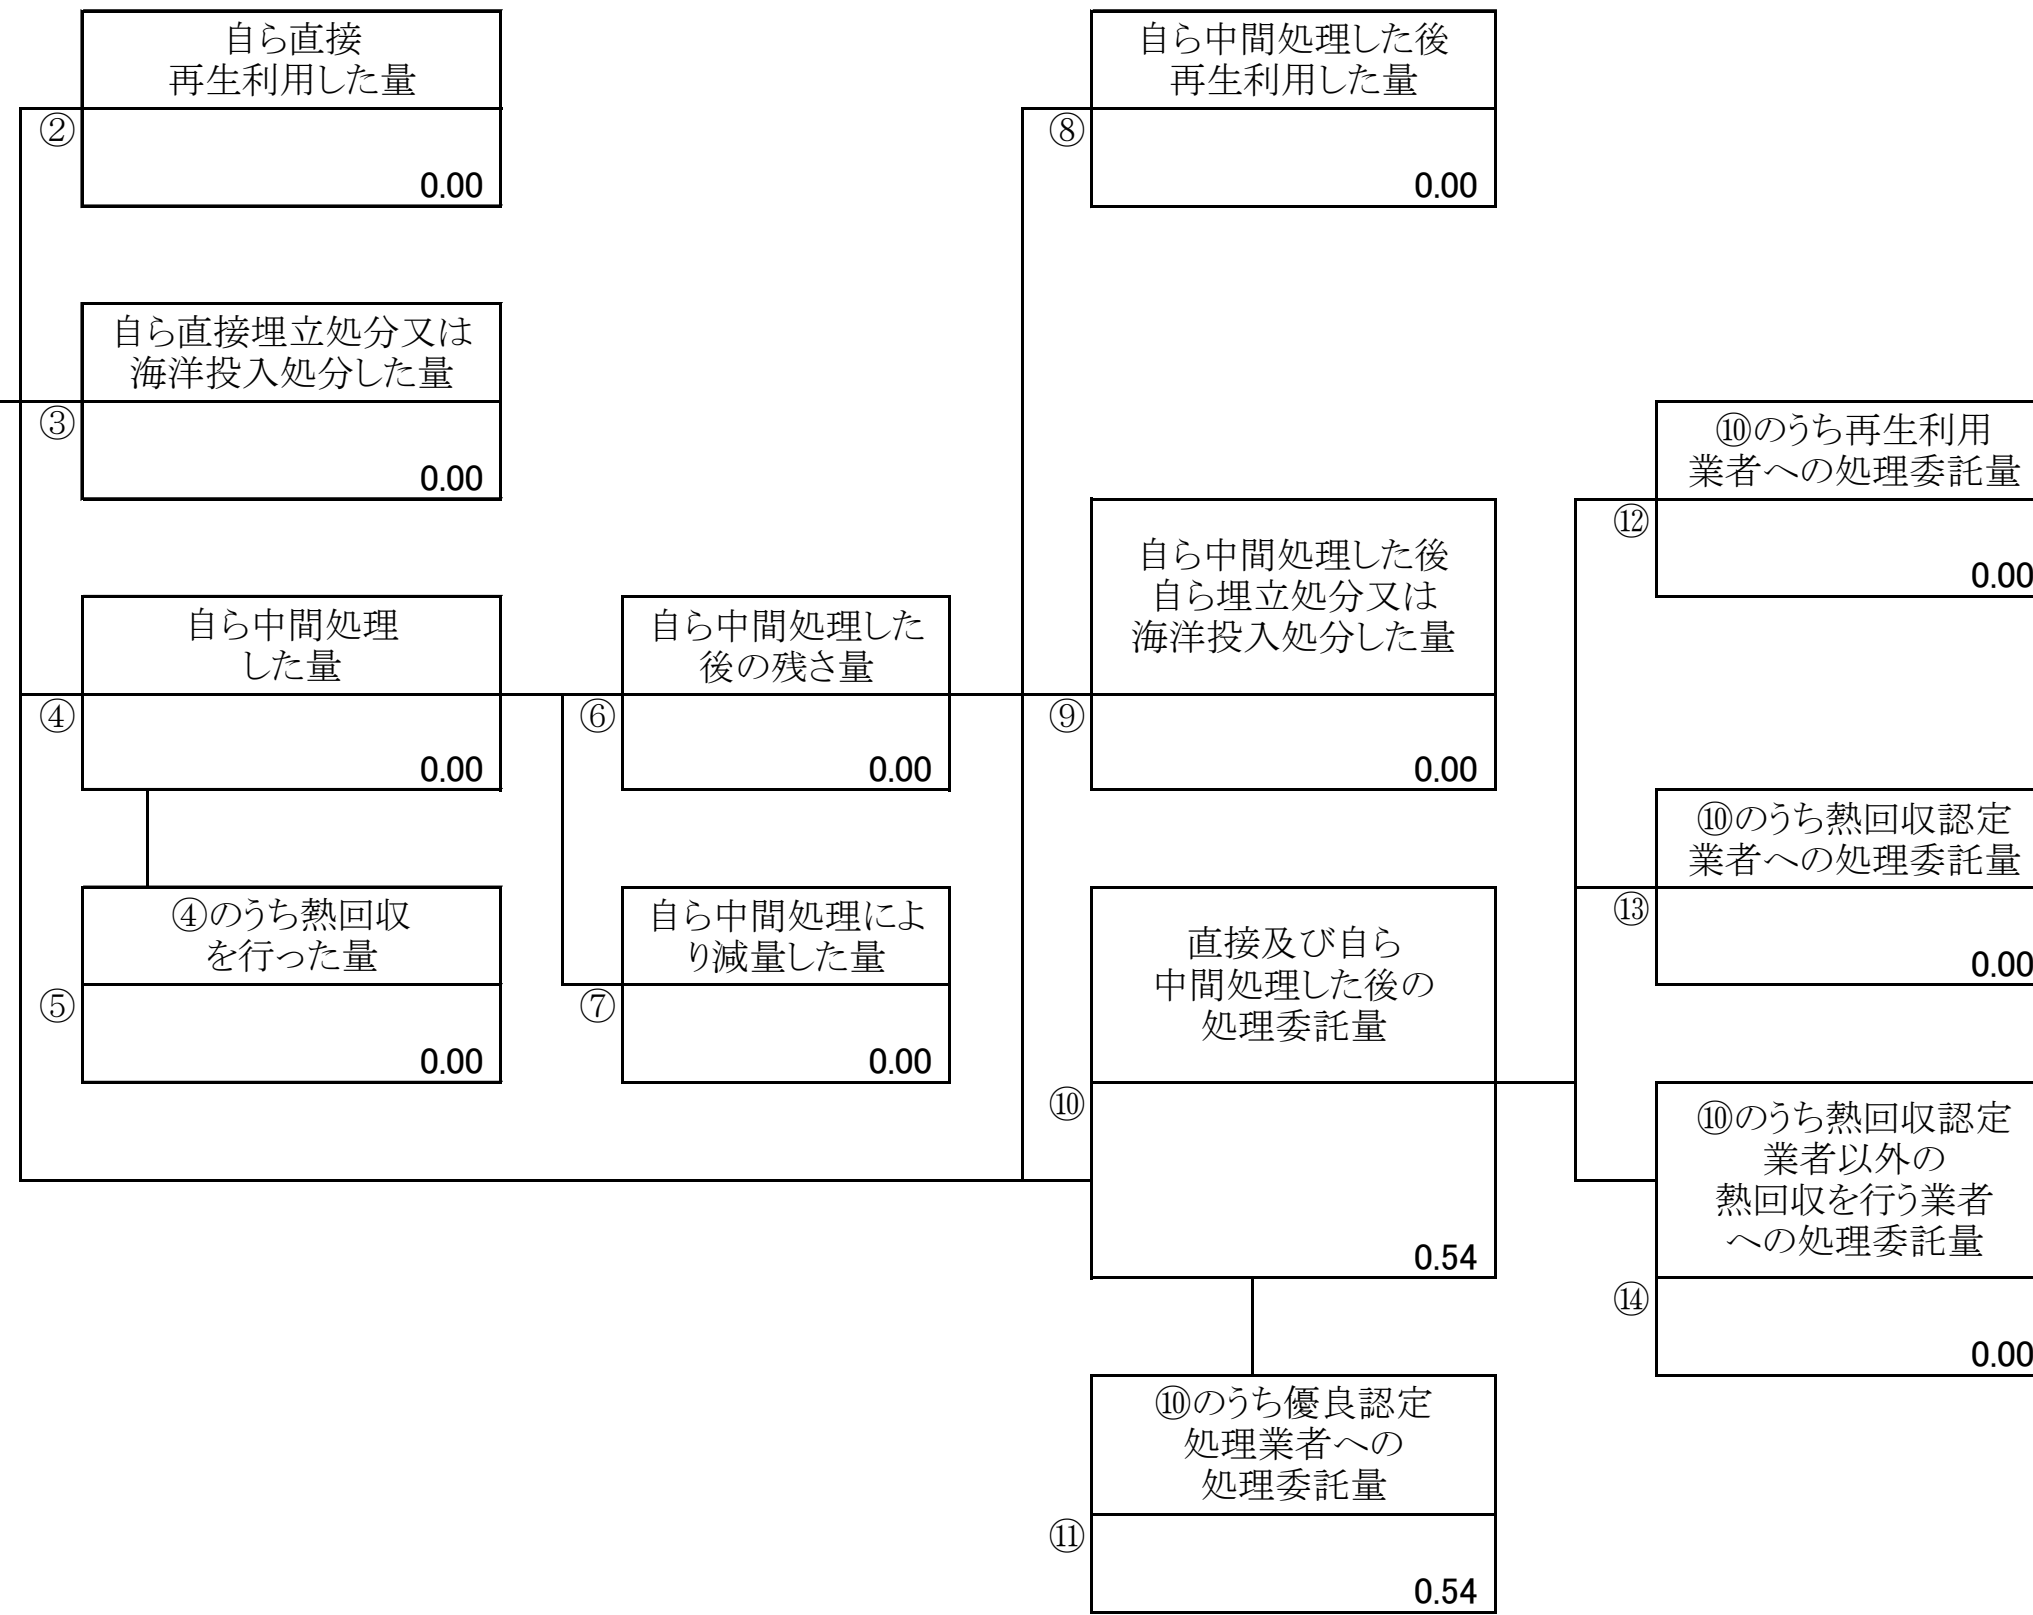 自ら直接
再生利用した量
②
0.00
自ら中間処理した後
再生利用した量
⑧
0.00
自ら直接埋立処分又は
海洋投入処分した量
③
0.00
⑩のうち再生利用
業者への処理委託量
⑫
0.00
自ら中間処理した後
自ら埋立処分又は
海洋投入処分した量
⑨
0.00
自ら中間処理
した量
④
0.00
自ら中間処理した
後の残さ量
⑥
0.00
⑩のうち熱回収認定
業者への処理委託量
⑬
0.00
④のうち熱回収
を行った量
⑤
0.00
自ら中間処理によ
り減量した量
⑦
0.00
直接及び自ら
中間処理した後の
処理委託量
⑩
0.54
⑩のうち熱回収認定
業者以外の
熱回収を行う業者
への処理委託量
⑭
0.00
⑩のうち優良認定
処理業者への
処理委託量
⑪
0.54